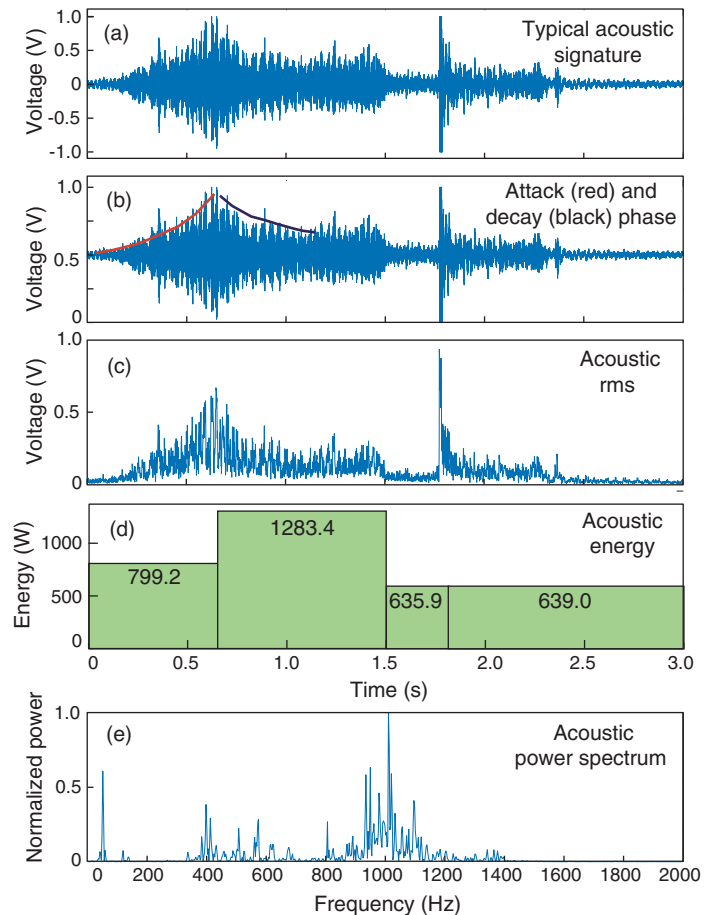 (a)
Typical acoustic
signature
Voltage (V)
1.0
0.5
0
-0.5
-1.0
(b)
Attack (red) and
decay (black) phase
Voltage (V)
1.0
0.5
0
(c)
Acoustic
rms
Voltage (V)
1.0
0.5
0
(d)
Acoustic
energy
Energy (W)
1000
500
0
799.2
1283.4
635.9
639.0
0 0.5 1.0 1.5 2.0 2.5 3.0
Time (s)
(e)
Acoustic
power spectrum
Normalized power
1.0
0.5
0
0 200 400 600 800 1000 1200 1400 1600 1800 2000
Frequency (Hz)